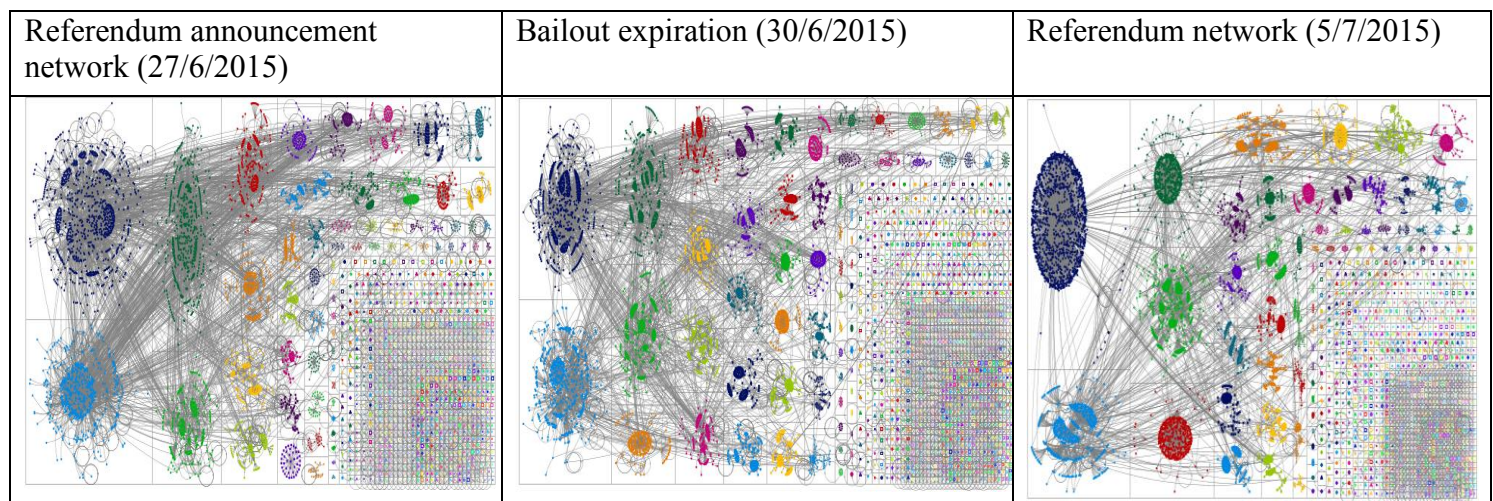 Referendum announcement
network (27/6/2015)
Bailout expiration (30/6/2015)
Referendum network (5/7/2015)